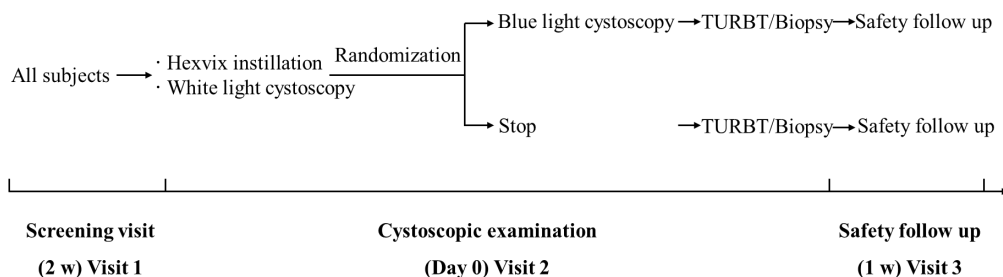 Blue light cystoscopy TURBT/Biopsy Safety follow up
Randomization
· Hexvix instillation
All subjects
· White light cystoscopy
Stop TURBT/Biopsy Safety follow up
Screening visit Cystoscopic examination Safety follow up
(2 w) Visit 1 (Day 0) Visit 2 (1 w) Visit 3